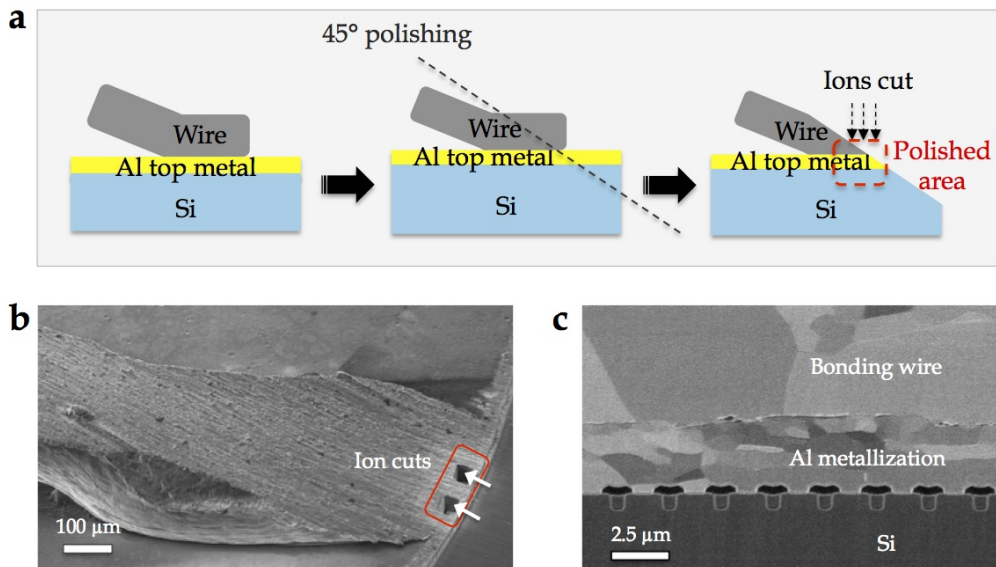 a
45° polishing
Ions cut
Wire
Wire
Wire
Al top metal
Al top metal
Al top metal
Polished
area
Si
Si
Si
b
c
Bonding wire
Ion cuts
Al metallization
100 µm
2.5 µm
Si